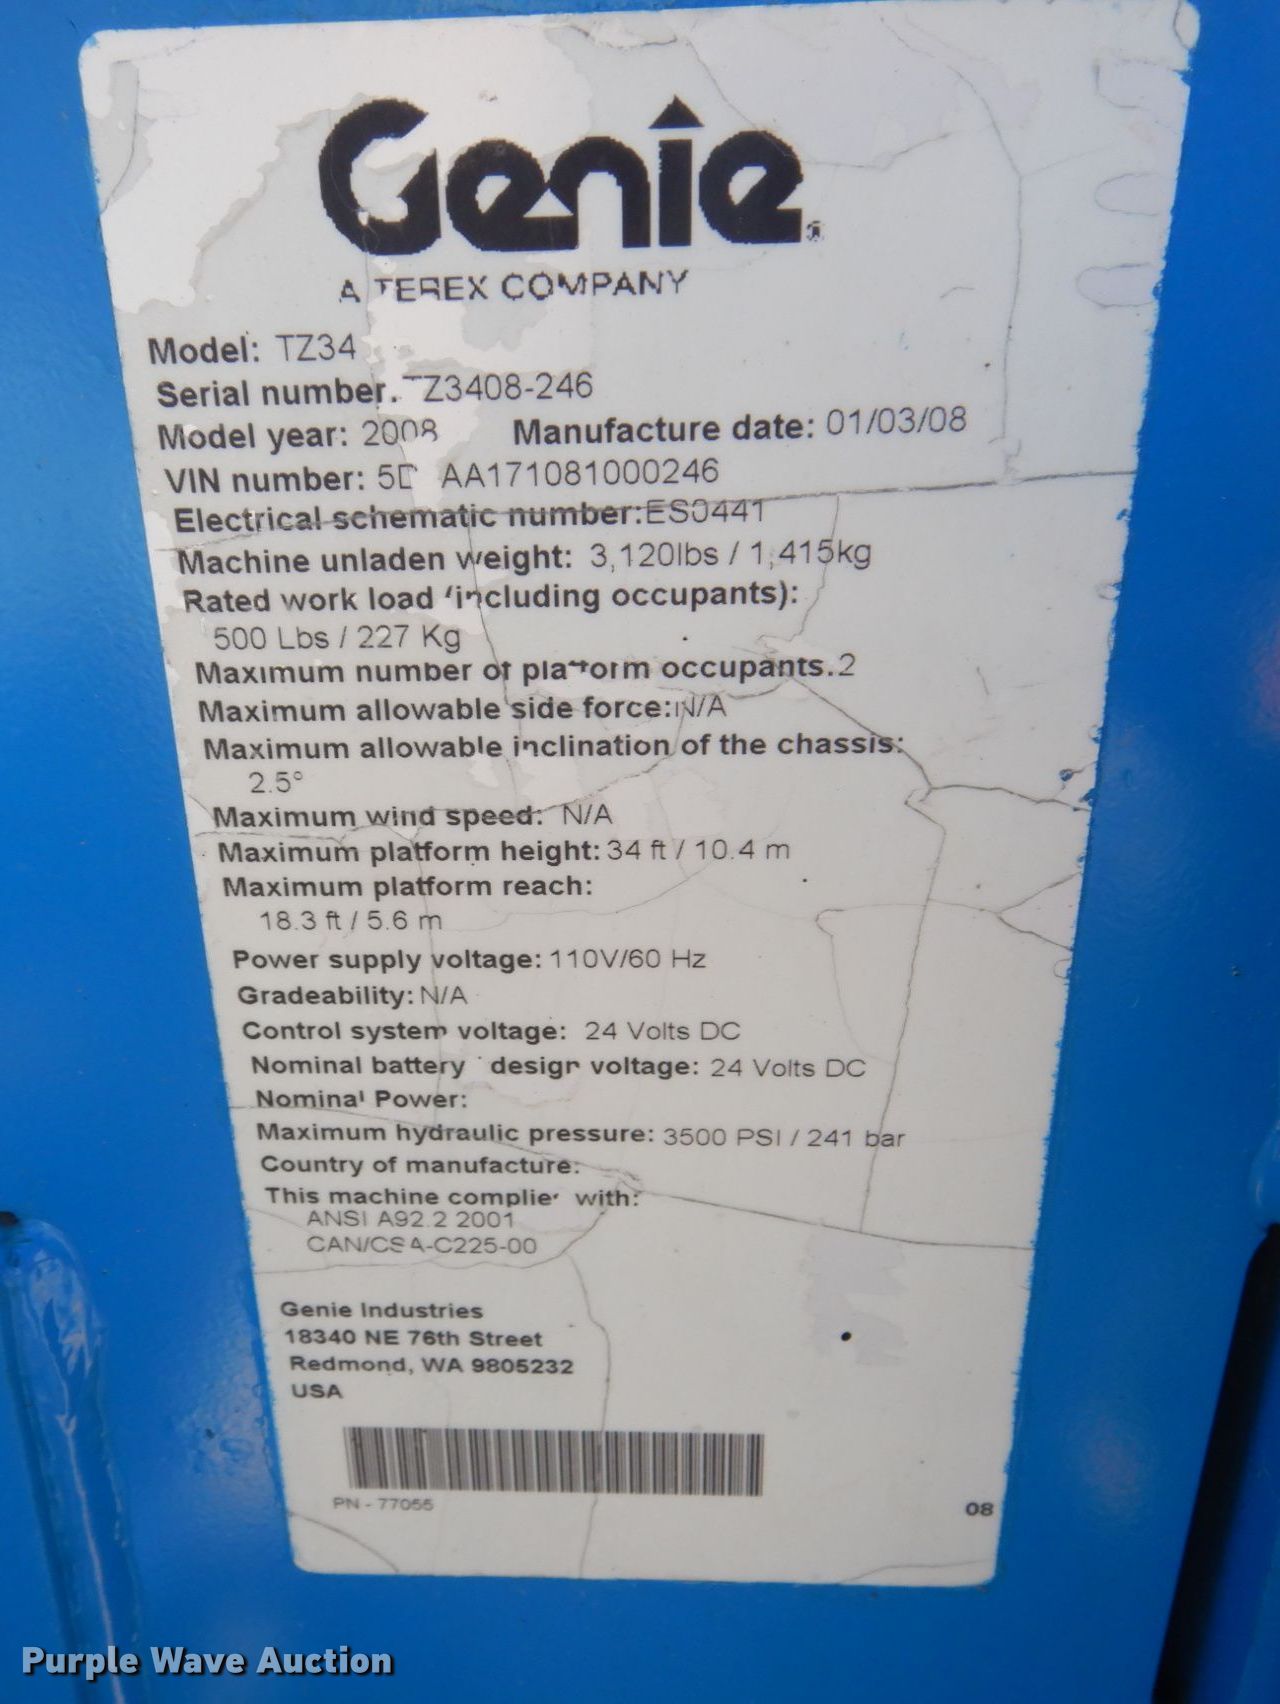 Genie
A TEREX COMPANY
Model: TZ34
Serial number. TZ3408-246
Model year: 2008 Manufacture date: 01/03/08
VIN number: AA171081000246
Electrical schematic number:ES0441
Machine unladen weight: 3,120lbs / 1,415kg
Rated work load (including occupants):
500 Lbs / 227 Kg
Maximum number of platform occupants.2
Maximum allowable side force:N/A
Maximum allowable inclination of the chassis:
2.5°
Maximum wind speed: N/A
Maximum platform height: 34 ft / 10.4 m
Maximum platform reach:
18.3 ft / 5.6 m
Power supply voltage: 110V/60 Hz
Gradeability: N/A
Control system voltage: 24 Volts DC
Nominal battery design voltage: 24 Volts DC
Nominal Power:
Maximum hydraulic pressure: 3500 PSI / 241 bar
Country of manufacture:
This machine complies with:
ANSI A92.2 2001
CAN/CSA-C225-00
Genie Industries
18340 NE 76th Street
Redmond, WA 9805232
USA
PN - 77055
08
Purple Wave Auction